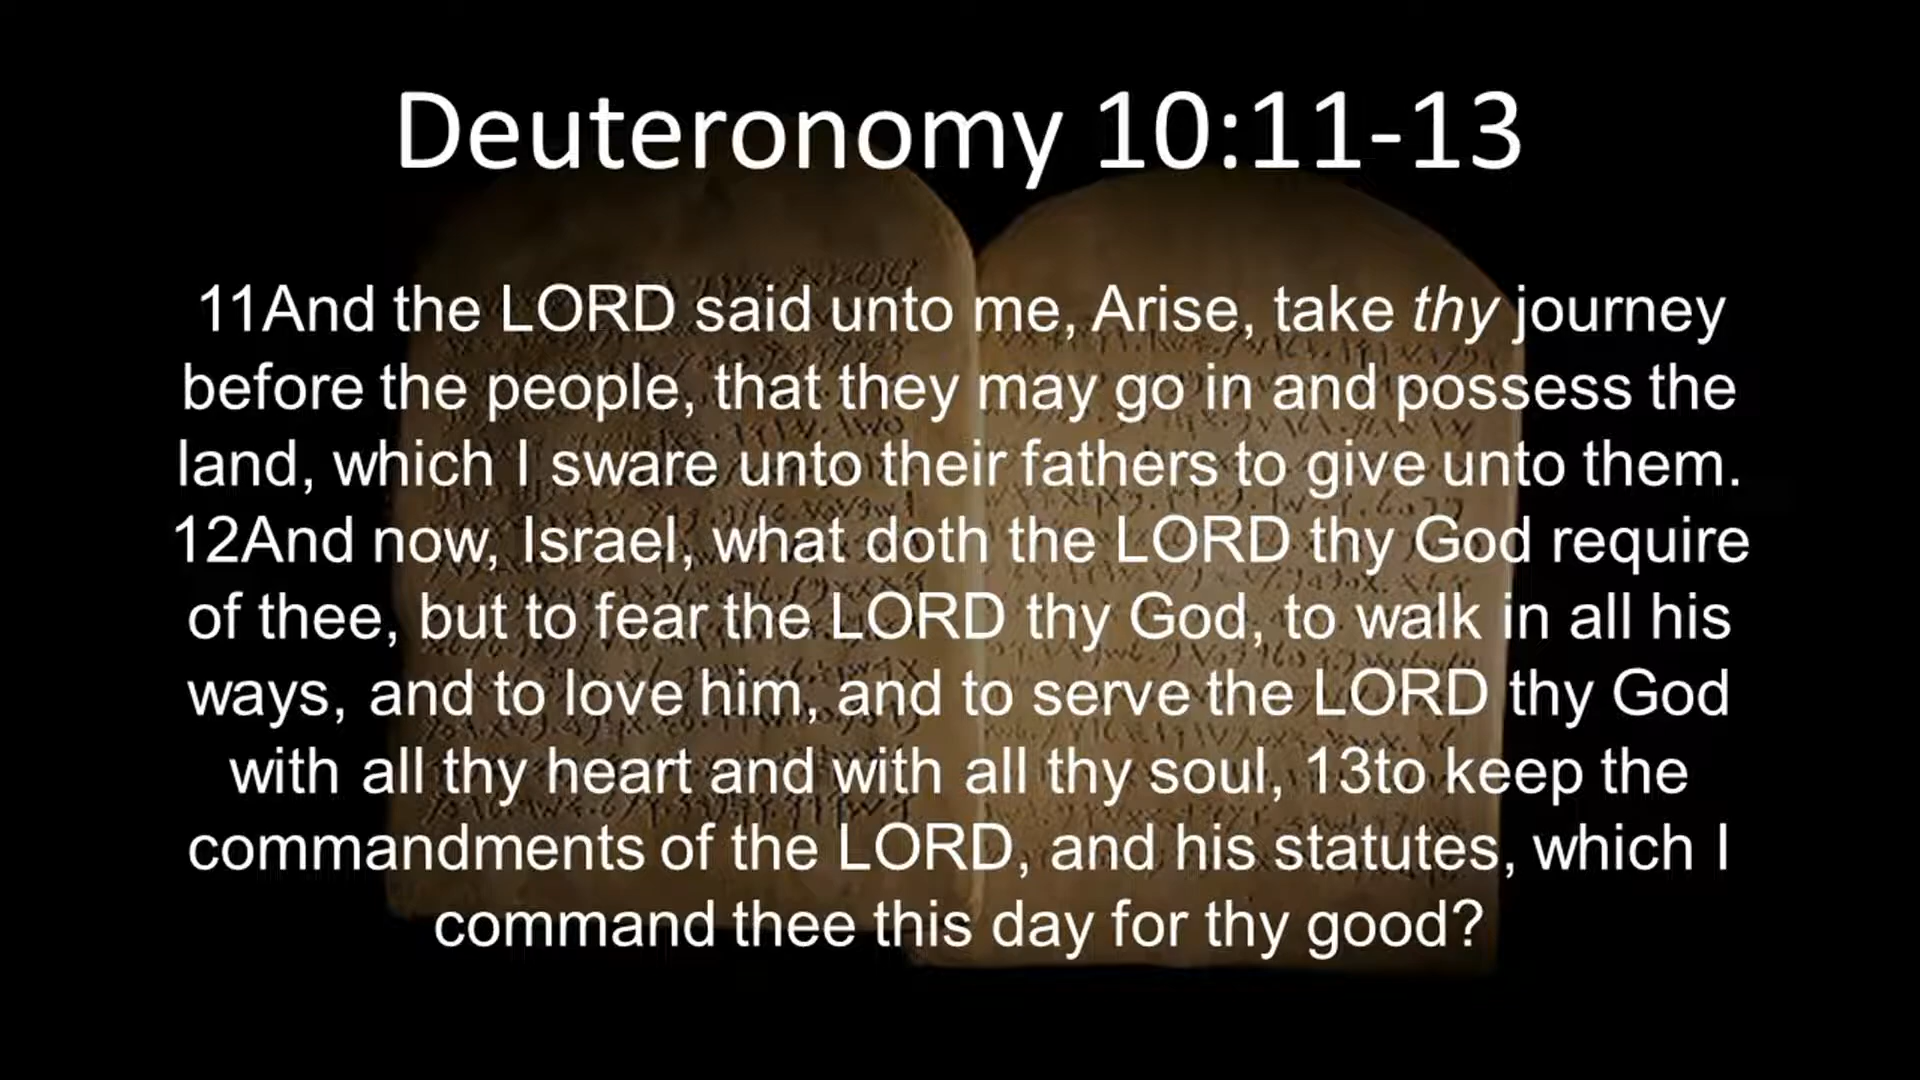 Deuteronomy 10:11-13
11And the LORD said unto me, Arise, take thy journey
before the people, that they may go in and possess the
land, which I sware unto their fathers to give unto them.
12And now, Israel, what doth the LORD thy God require
of thee, but to fear the LORD thy God, to walk in all his
ways, and to love him, and to serve the LORD thy God
with all thy heart and with all thy soul, 13to keep the
commandments of the LORD, and his statutes, which I
command thee this day for thy good?